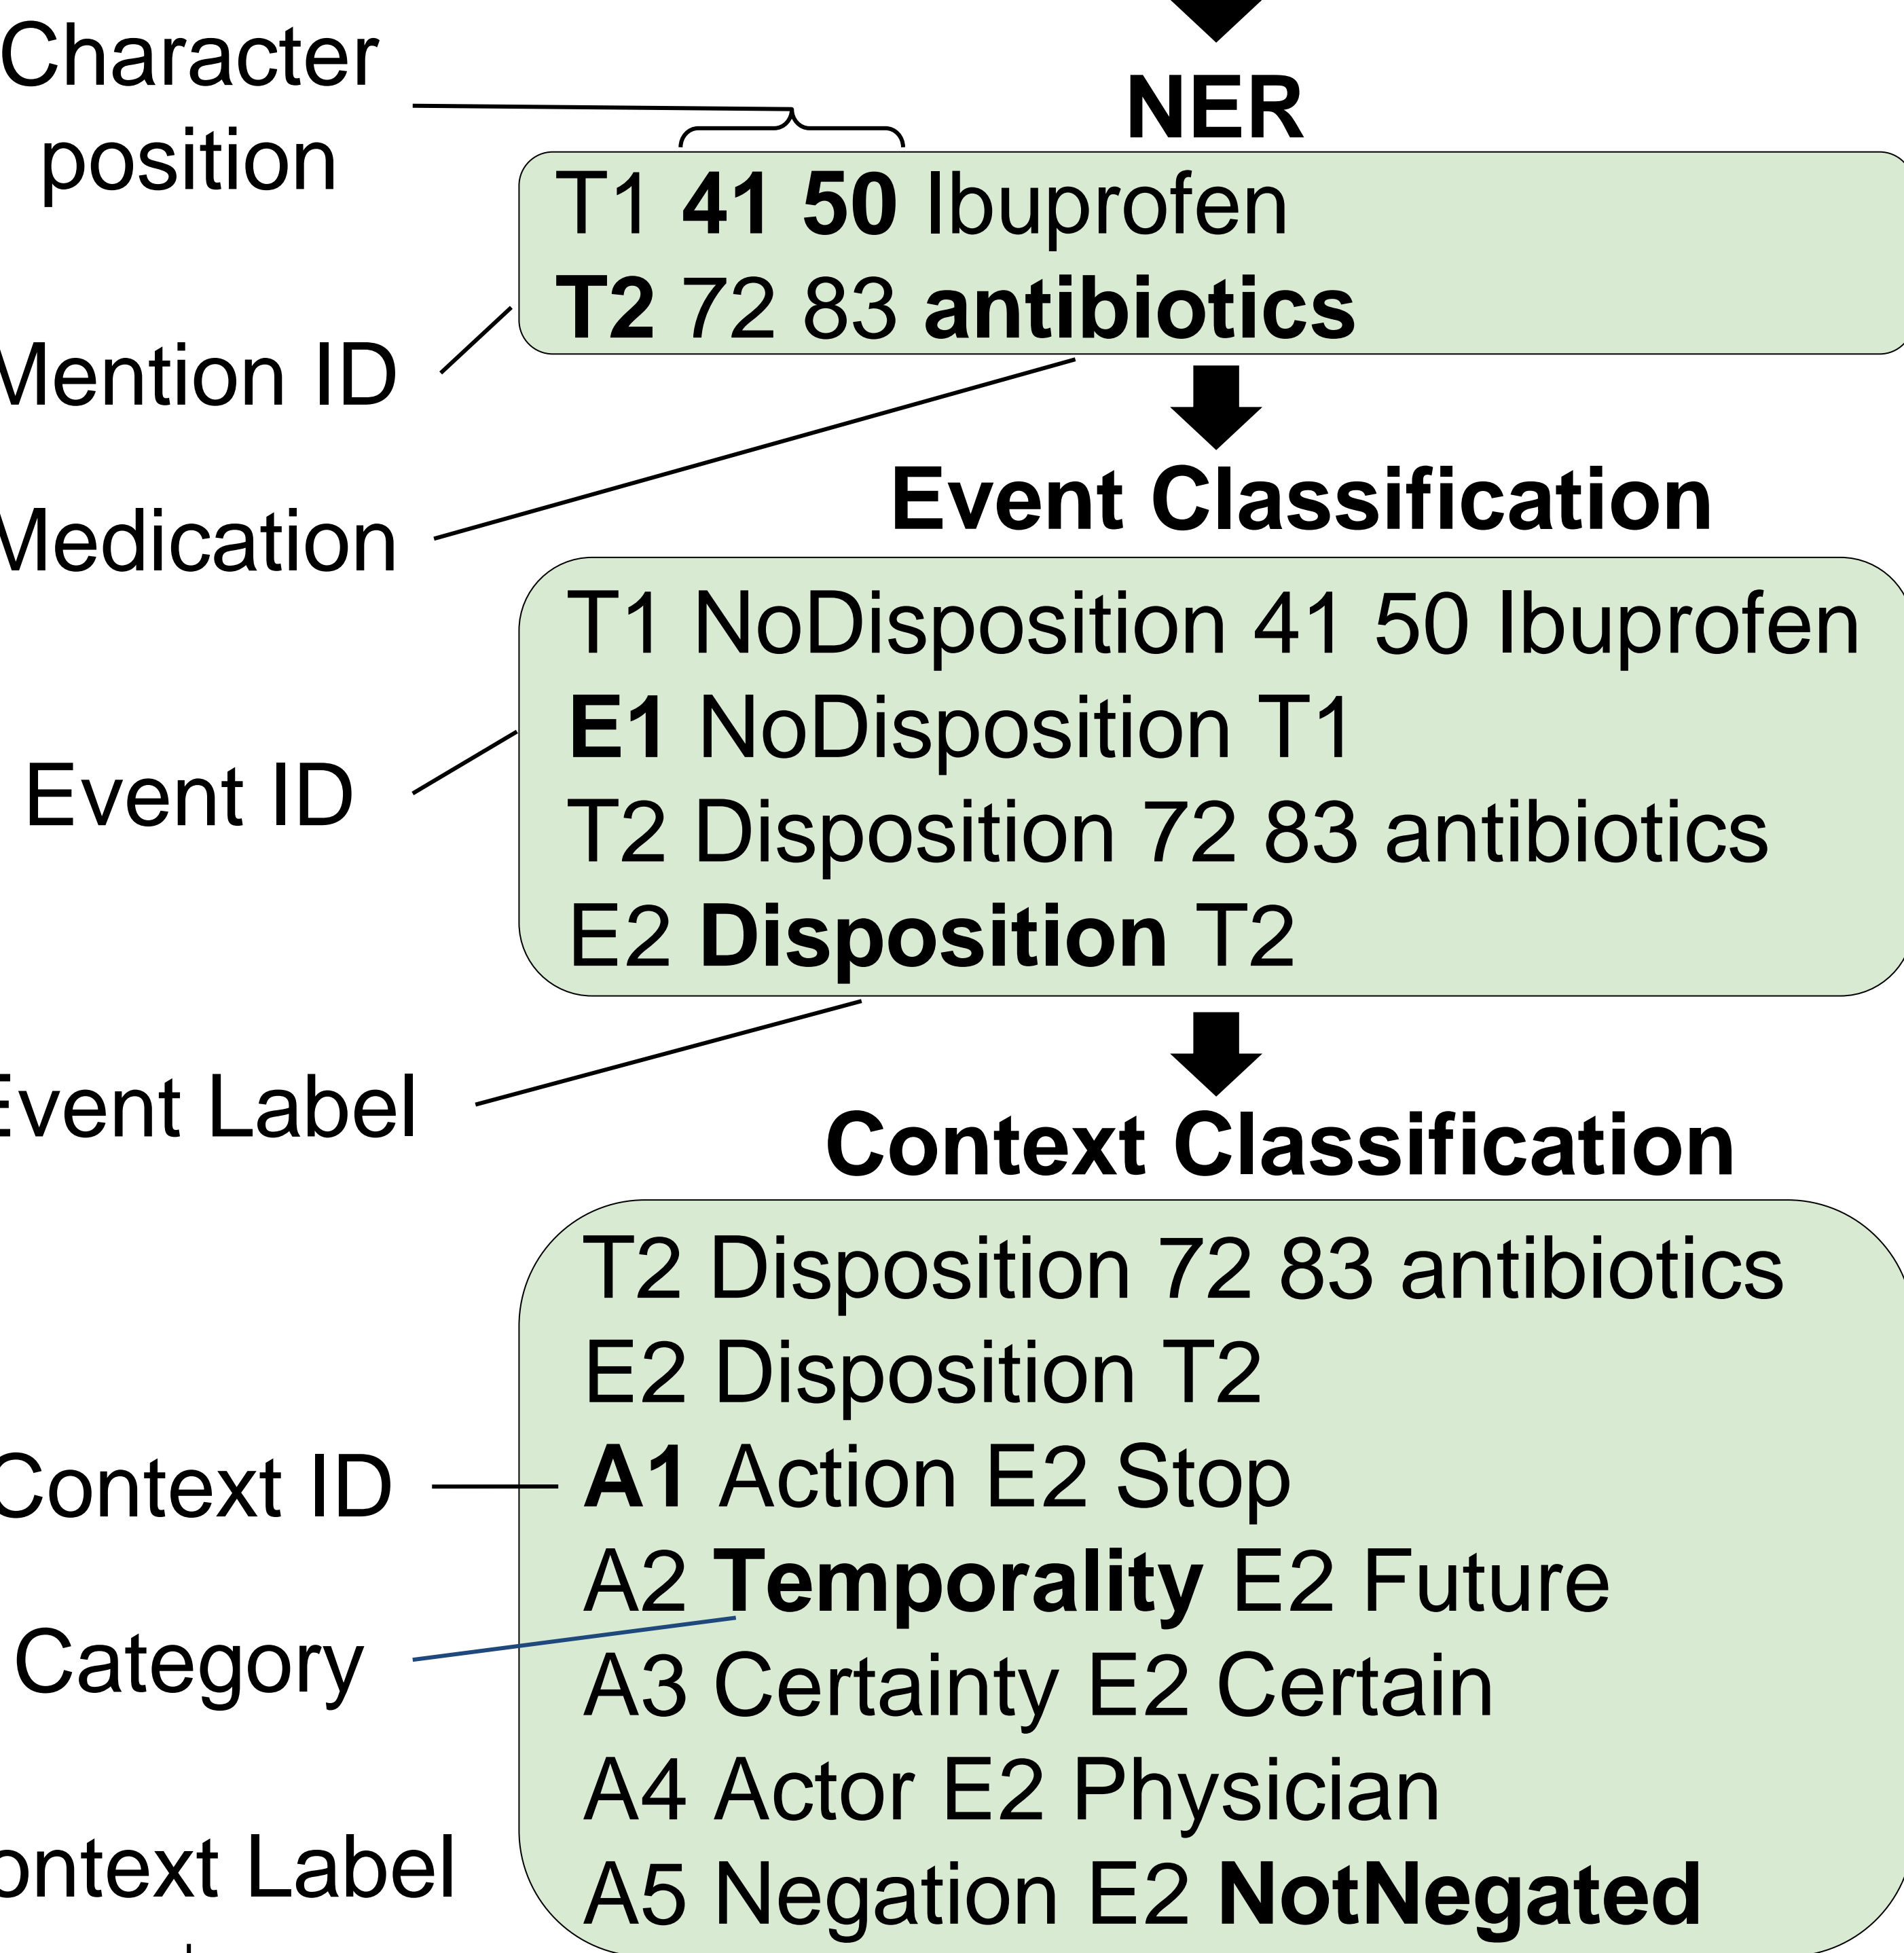 Character
position
NER
T1 41 50 Ibuprofen
T2 72 83 antibiotics
Mention ID
Medication
Event Classification
T1 NoDisposition 41 50 Ibuprofen
E1 NoDisposition T1
Event ID
T2 Disposition 72 83 antibiotics
E2 Disposition T2
Event Label
Context Classification
T2 Disposition 72 83 antibiotics
E2 Disposition T2
Context ID
A1 Action E2 Stop
A2 Temporality E2 Future
Category
A3 Certainty E2 Certain
A4 Actor E2 Physician
ontext Label
A5 Negation E2 NotNegated